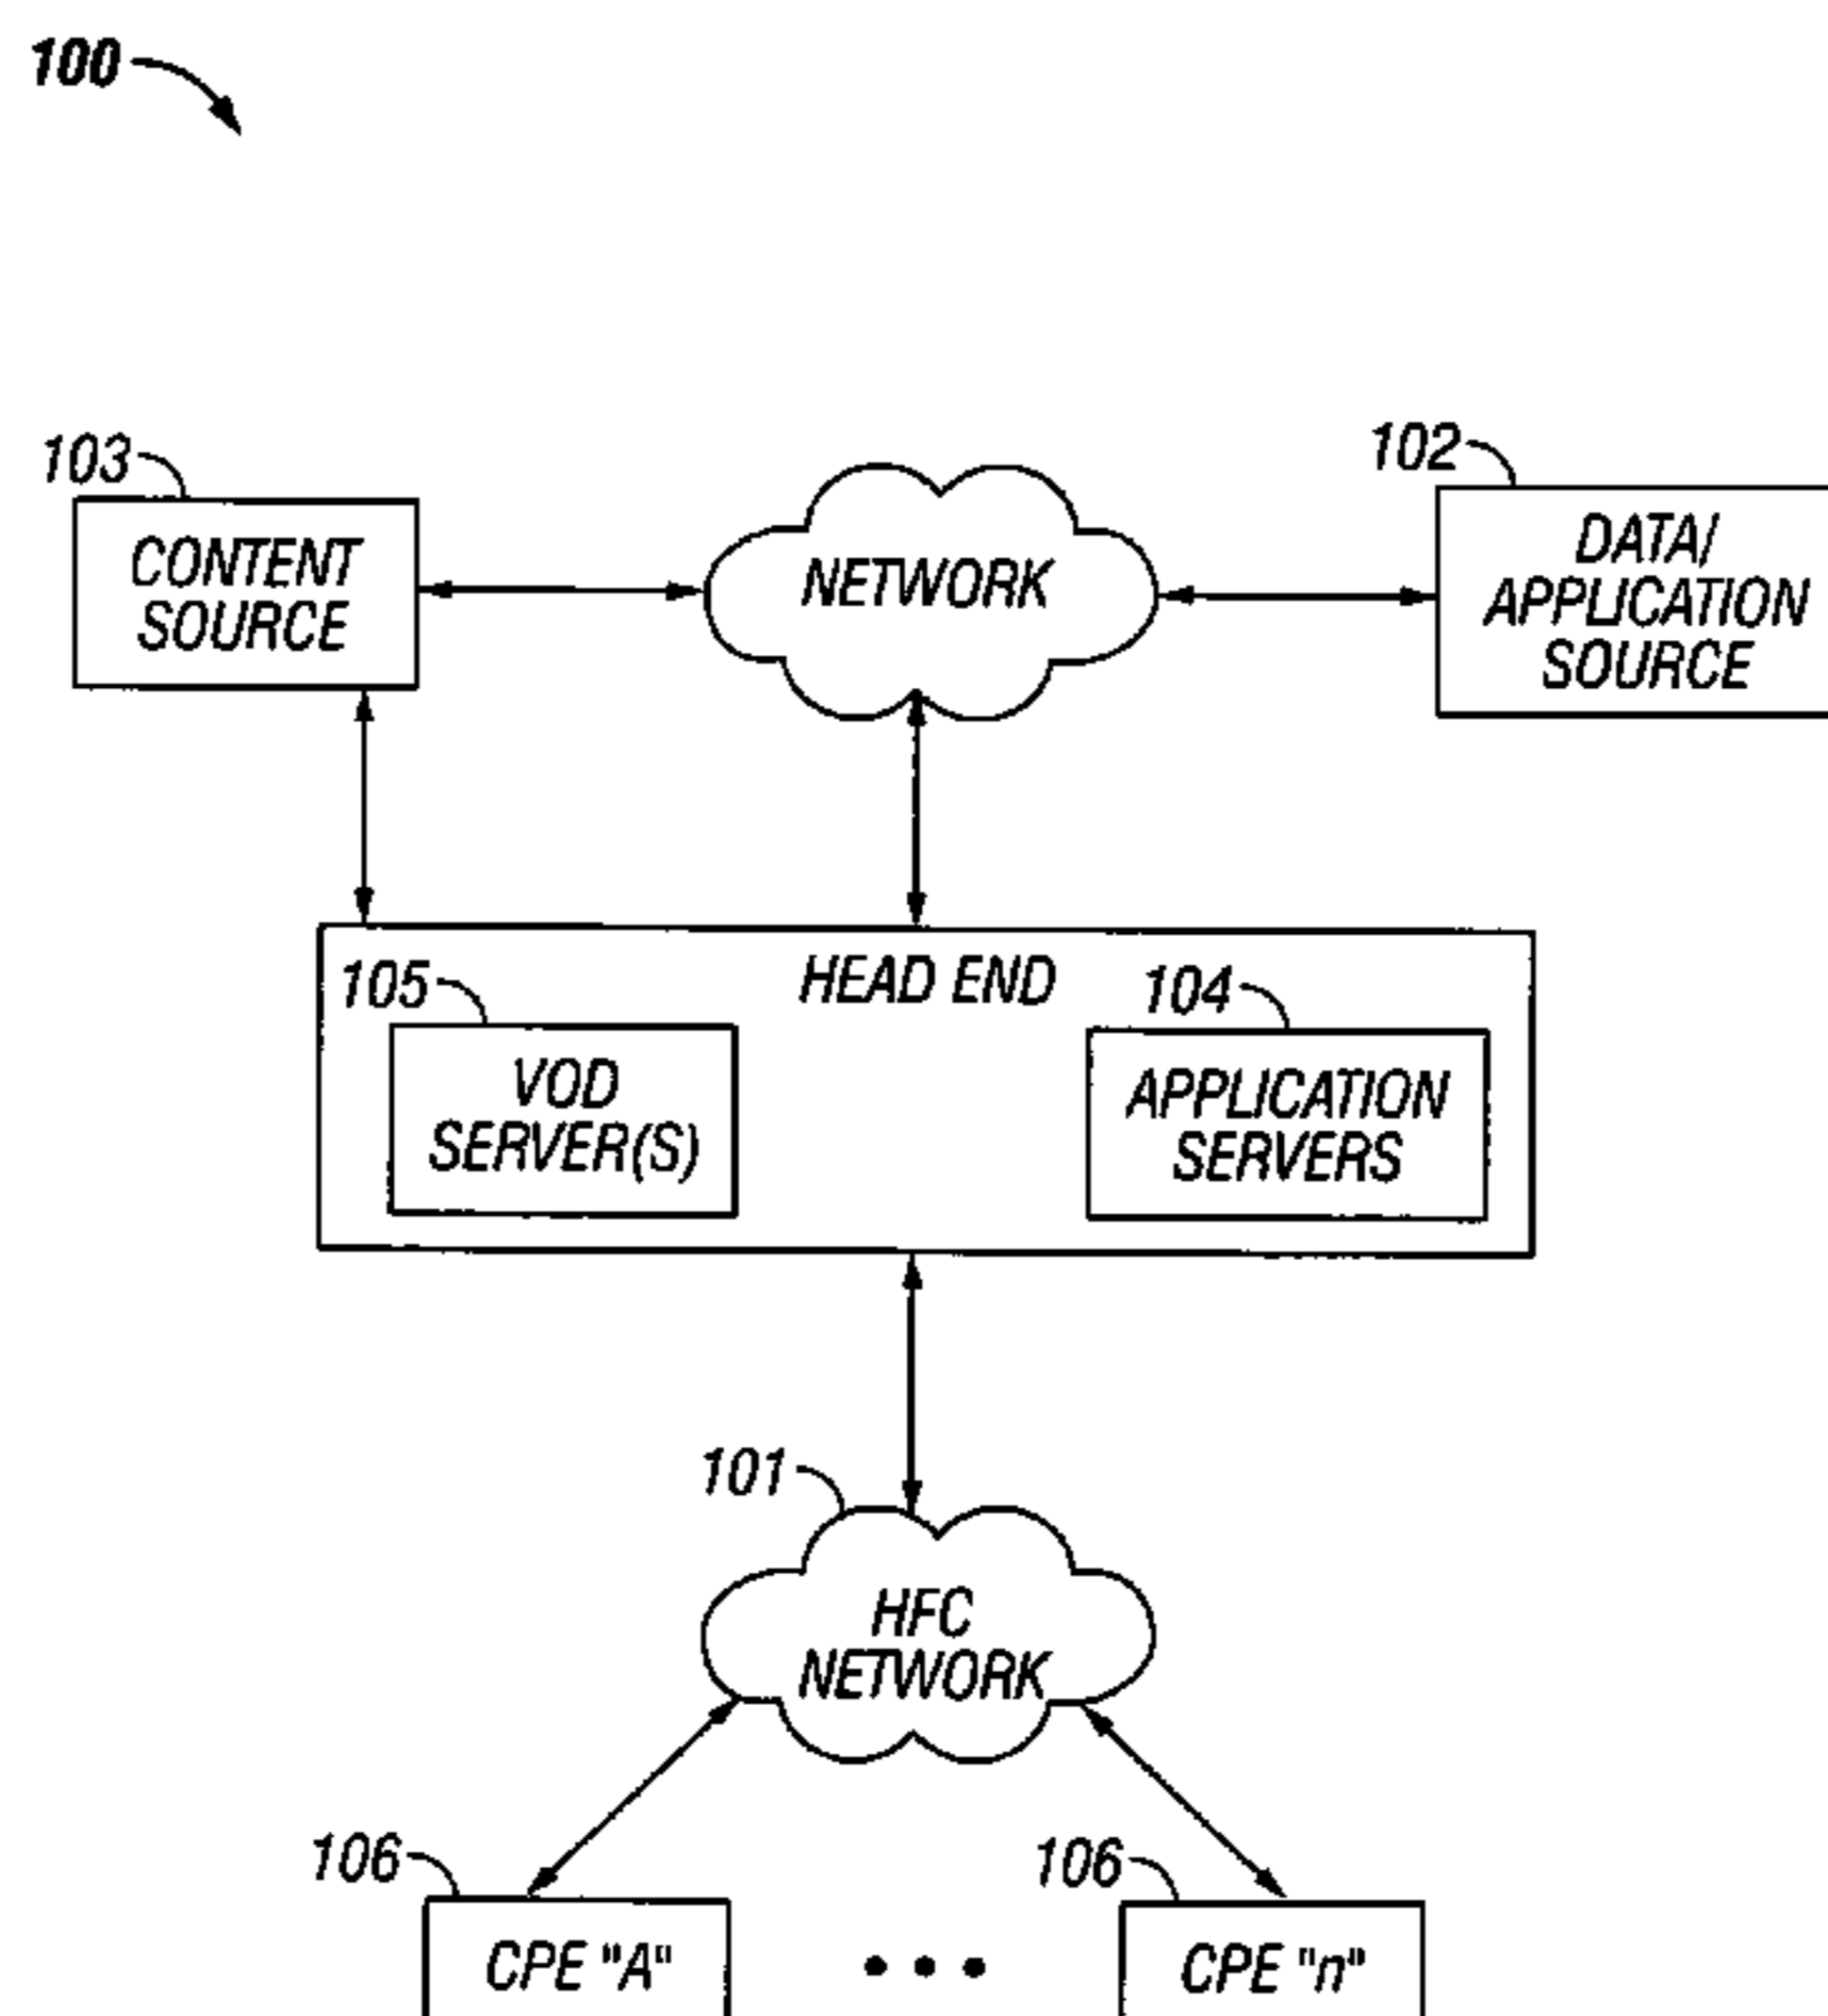 100
103
CONTENT
SOURCE
NETWORK
102
DATA/
APPLICATION
SOURCE
HEAD END
105
VOD
SERVER(S)
104
APPLICATION
SERVERS
101
HFC
NETWORK
106
CPE "A"
• • •
106
CPE "n"